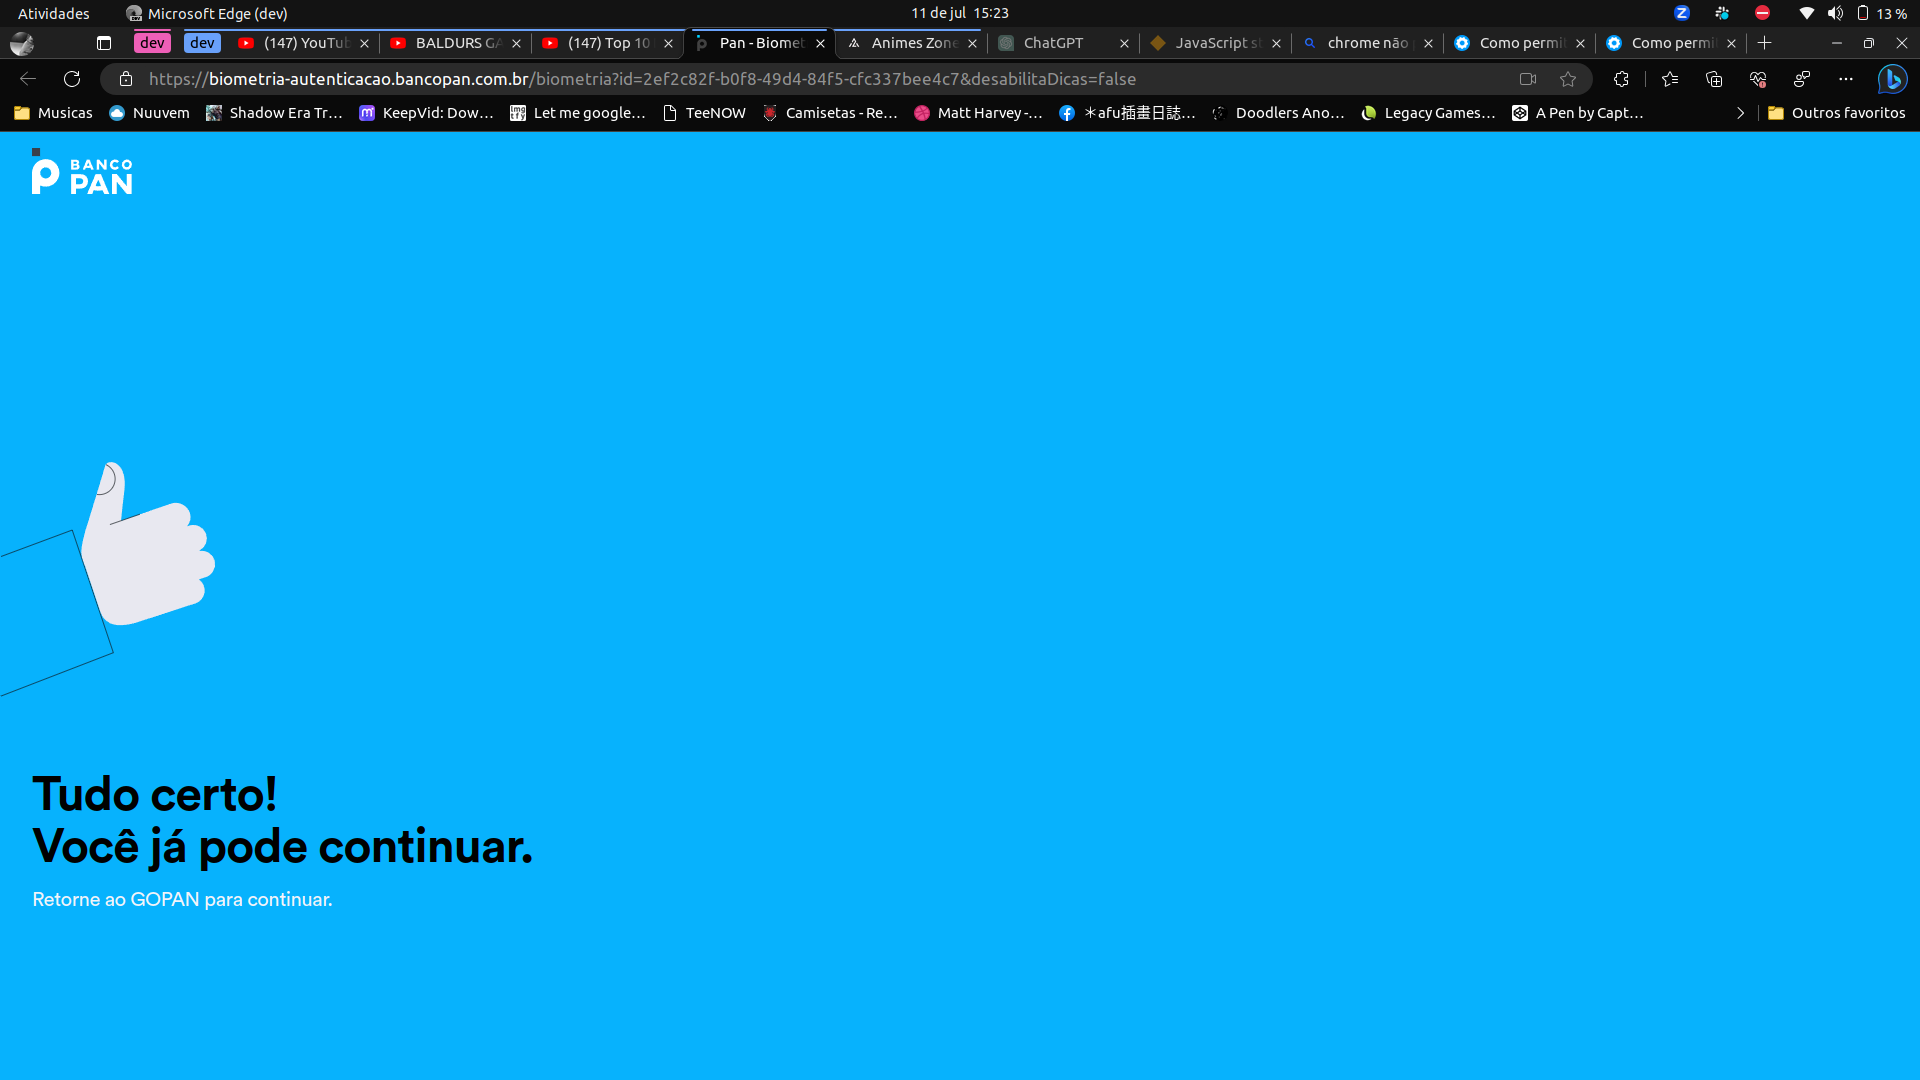 Atividades Microsoft Edge (dev) 11 de jul 15:23 13 %
dev dev (147) YouTub BALDURS GA (147) Top 10 Pan - Biomet Animes Zone ChatGPT JavaScript st chrome não p Como permit Como permit
https://biometria-autenticacao.bancopan.com.br/biometria?id=2ef2c82f-b0f8-49d4-84f5-cfc337bee4c7&desabilitaDicas=false
Musicas Nuuvem Shadow Era Tr... KeepVid: Dow... Let me google... TeeNOW Camisetas - Re... Matt Harvey -... ✳afu插畫日誌... Doodlers Ano... Legacy Games... A Pen by Capt... Outros favoritos
BANCO
PAN
Tudo certo!
Você já pode continuar.
Retorne ao GOPAN para continuar.